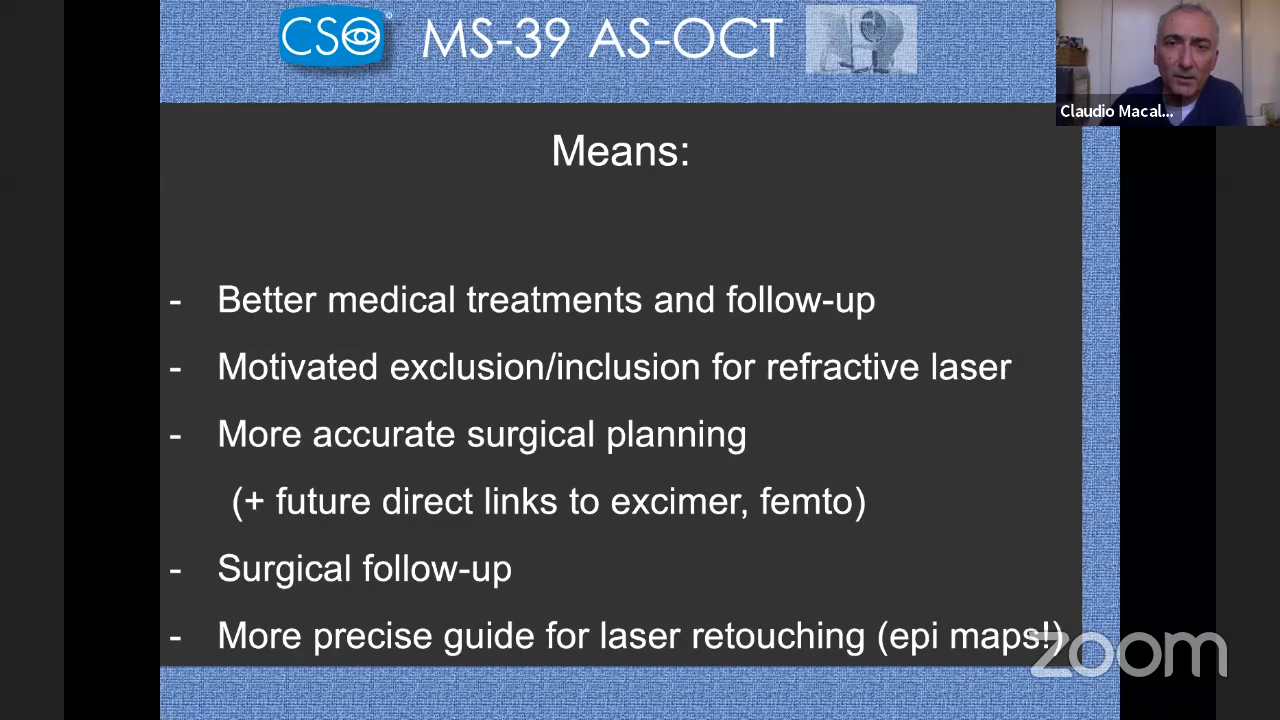 CSO MS-39 AS-OCT
Claudio Macal...
Means:
- Better medical treatments and follow-up
- Motivated exclusion/inclusion for refractive laser
- More accurate surgical planning
(+ future direct links to excimer, femto)
- Surgical follow-up
- More precise guide for laser retouching (epi maps!)
zoom